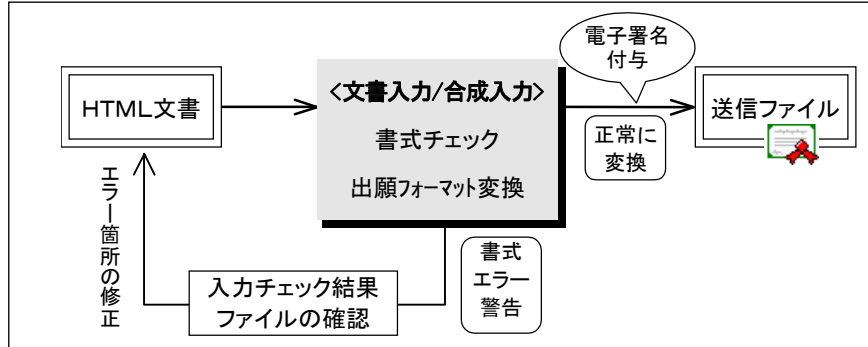 電子署名
付与
HTML文書
<文書入力/合成入力>
書式チェック
出願フォーマット変換
正常に
変換
送信ファイル
エラー箇所の修正
入力チェック結果
ファイルの確認
書式
エラー
警告